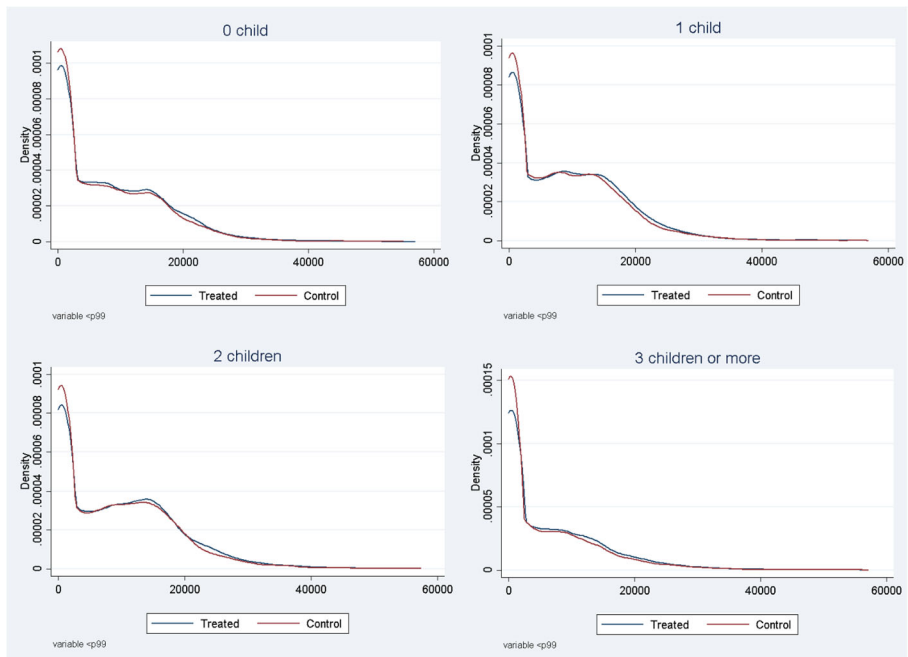 0 child
Density
0 .00002 .00004 .00006 .00008 .0001
0 20000 40000 60000
Treated Control
variable <p99
1 child
Density
0 .00002 .00004 .00006 .00008 .0001
0 20000 40000 60000
Treated Control
variable <p99
2 children
Density
0 .00002 .00004 .00006 .00008 .0001
0 20000 40000 60000
Treated Control
variable <p99
3 children or more
Density
0 .00005 .0001 .00015
0 20000 40000 60000
Treated Control
variable <p99